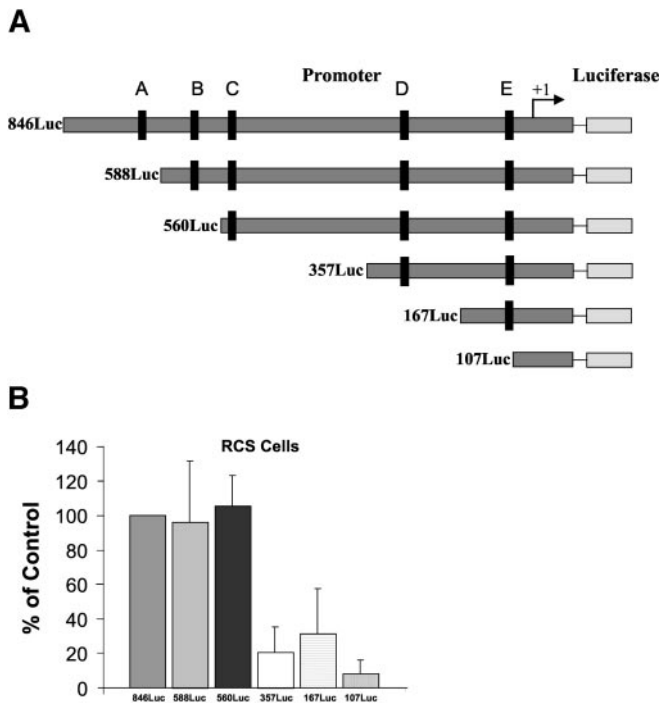 A
Promoter
Luciferase
A B C D E +1
846Luc
588Luc
560Luc
357Luc
167Luc
107Luc
B
RCS Cells
% of Control
140
120
100
80
60
40
20
0
846Luc 588Luc 560Luc 357Luc 167Luc 107Luc